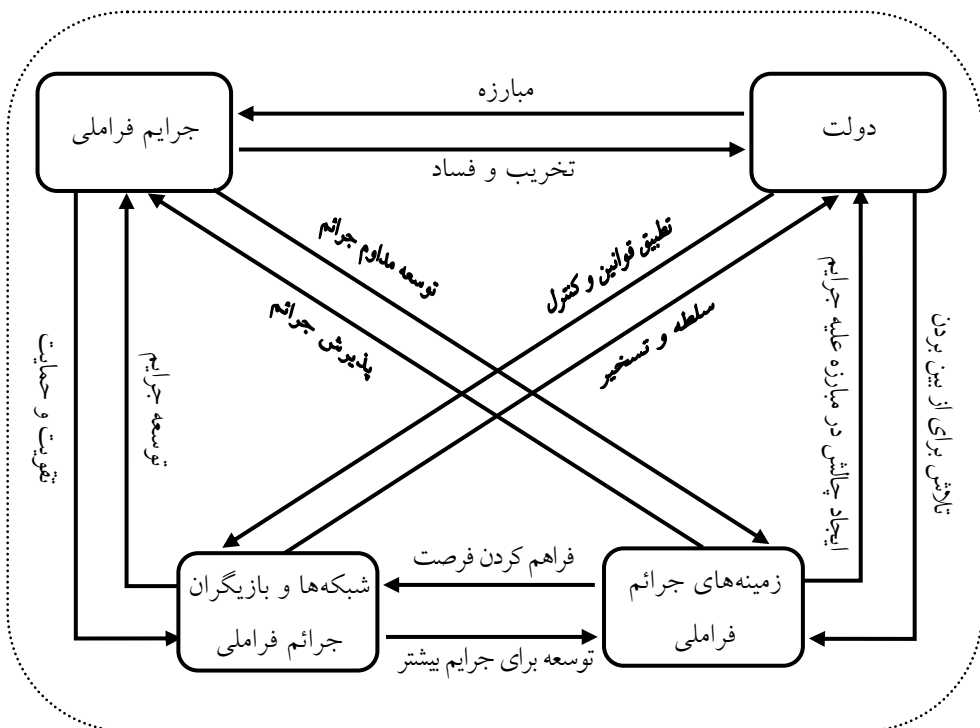 مبارزه
دولت
جرایم فراملی
تخریب و فساد
تطبیق قوانین و کنترل
سلطه و تسخیر
توسعه مداوم جرائم
پذیرش جرائم
تلاش برای از بین بردن
ایجاد چالش در مبارزه علیه جرایم
توسعه جرایم
تقویت و حمایت
فراهم کردن فرصت
زمینه‌های جرائم
فراملی
شبکه‌ها و بازیگران
جرائم فراملی
توسعه برای جرایم بیشتر